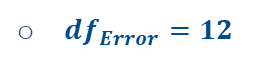 ○ df_Error = 12